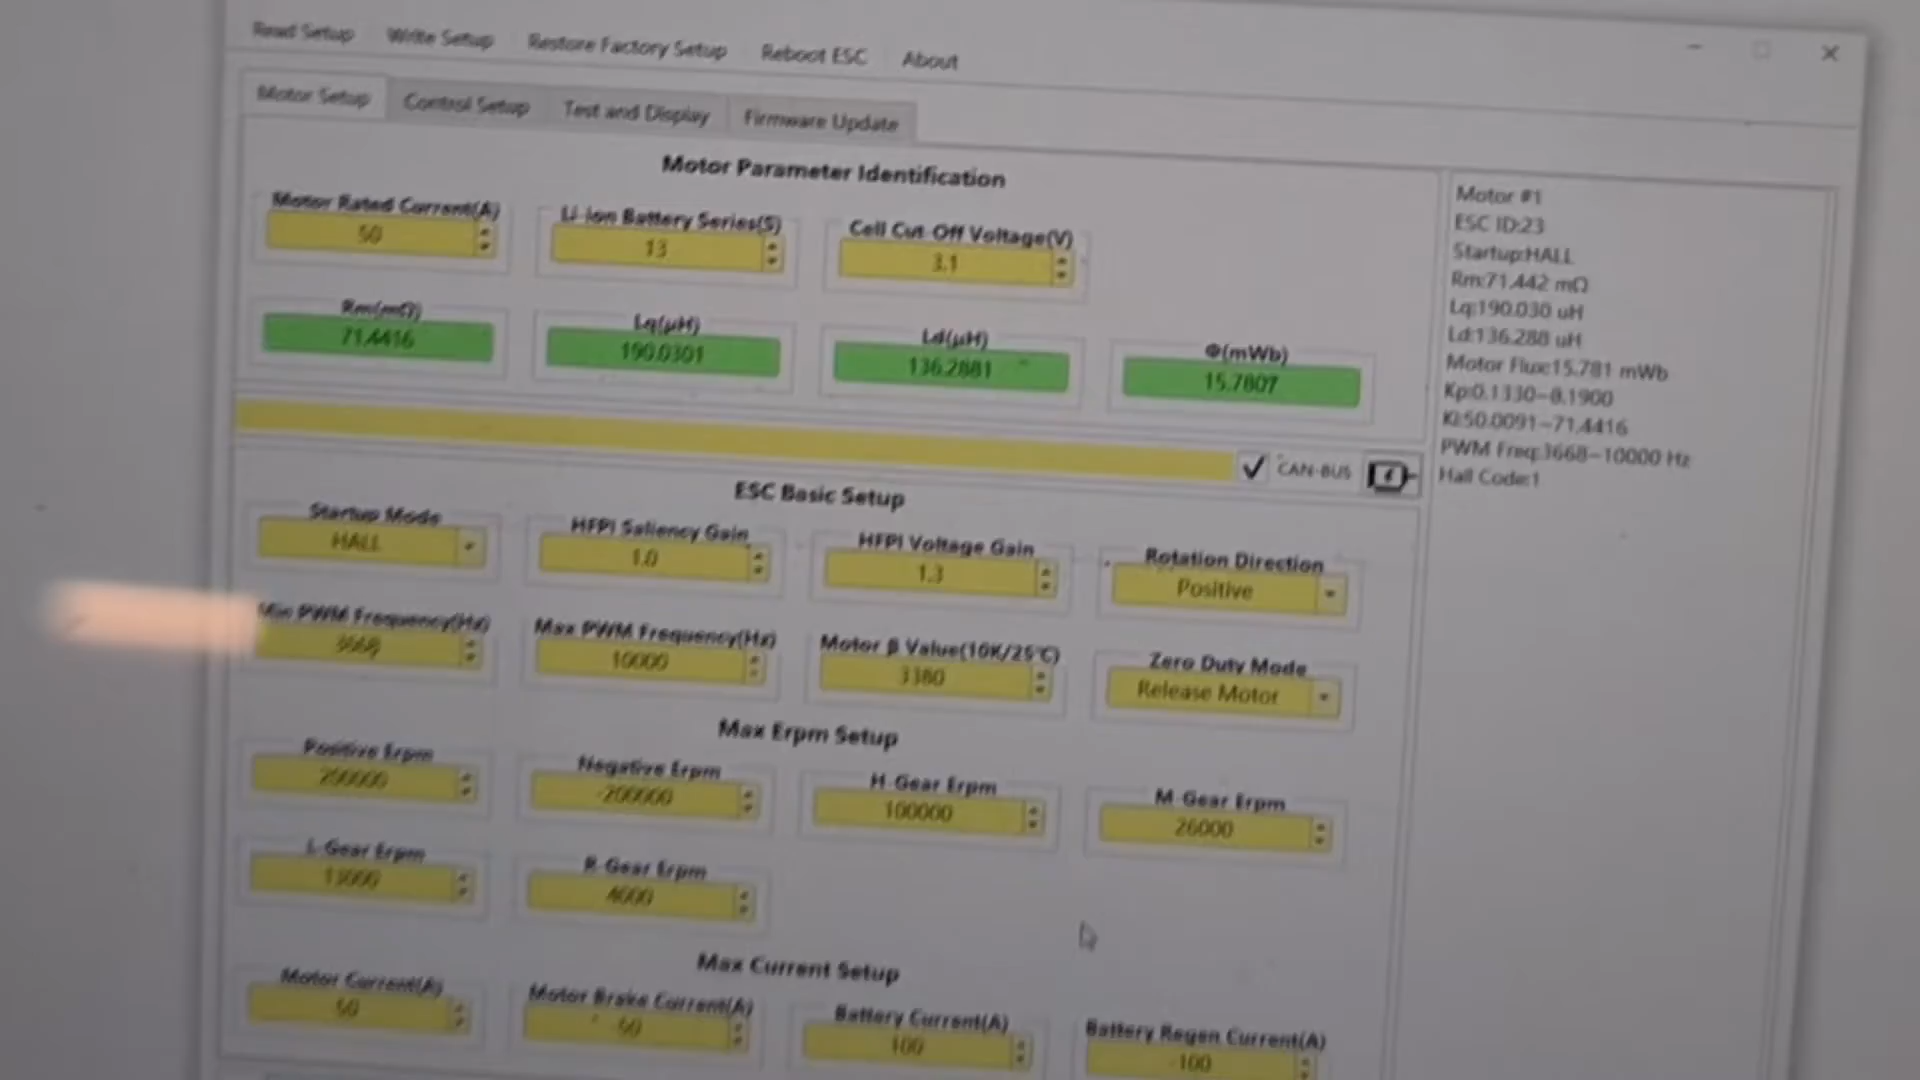 Read Setup Write Setup Restore Factory Setup Reboot ESC About
Motor Setup Control Setup Test and Display Firmware Update
Motor Parameter Identification
Motor Rated Current(A) Li-ion Battery Series(S) Cell Cut-Off Voltage(V)
50 13 3.1
Rm(mΩ) Lq(μH) Ld(μH) Φ(mWb)
71.4416 190.0301 136.2881 15.7807
CAN-BUS
ESC Basic Setup
Startup Mode HFPI Saliency Gain HFPI Voltage Gain Rotation Direction
HALL 1.0 1.3 Positive
Min PWM Frequency(Hz) Max PWM Frequency(Hz) Motor β Value(10K/25℃) Zero Duty Mode
3668 10000 3380 Release Motor
Max Erpm Setup
Positive Erpm Negative Erpm H-Gear Erpm M-Gear Erpm
200000 -200000 100000 26000
L-Gear Erpm R-Gear Erpm
13000 4000
Max Current Setup
Motor Current(A) Motor Brake Current(A) Battery Current(A) Battery Regen Current(A)
50 -50 100 -100
Motor #1
ESC ID:23
Startup:HALL
Rm:71.442 mΩ
Lq:190.030 uH
Ld:136.288 uH
Motor Flux:15.781 mWb
Kp:0.1330~0.1900
Ki:50.0091~71.4416
PWM Freq:3668~10000 Hz
Hall Code:1